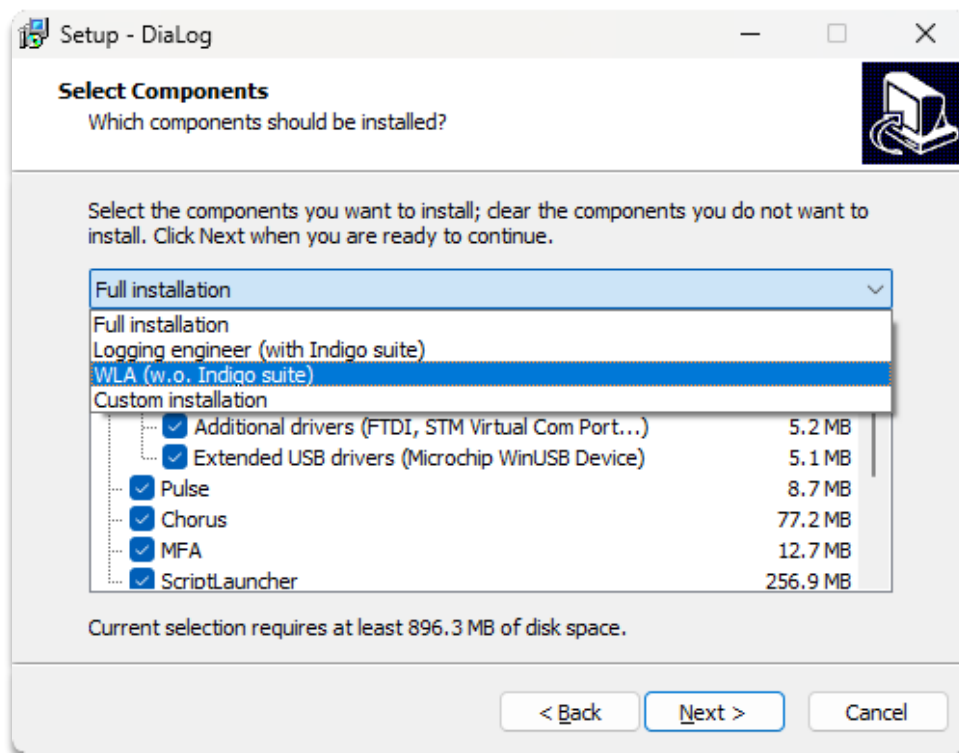 Setup - DiaLog
Select Components
Which components should be installed?
Select the components you want to install; clear the components you do not want to
install. Click Next when you are ready to continue.
Full installation
Full installation
Logging engineer (with Indigo suite)
WLA (w.o. Indigo suite)
Custom installation
Additional drivers (FTDI, STM Virtual Com Port...) 5.2 MB
Extended USB drivers (Microchip WinUSB Device) 5.1 MB
Pulse 8.7 MB
Chorus 77.2 MB
MFA 12.7 MB
ScriptLauncher 256.9 MB
Current selection requires at least 896.3 MB of disk space.
< Back Next > Cancel